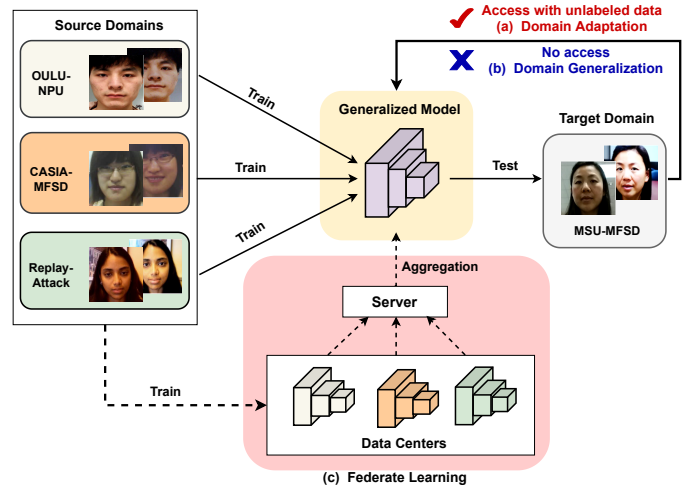 Source Domains
OULU-
NPU
CASIA-
MFSD
Replay-
Attack
Train
Train
Train
Train
Generalized Model
Access with unlabeled data
(a) Domain Adaptation
No access
(b) Domain Generalization
Target Domain
Test
MSU-MFSD
Aggregation
Server
Data Centers
(c) Federate Learning